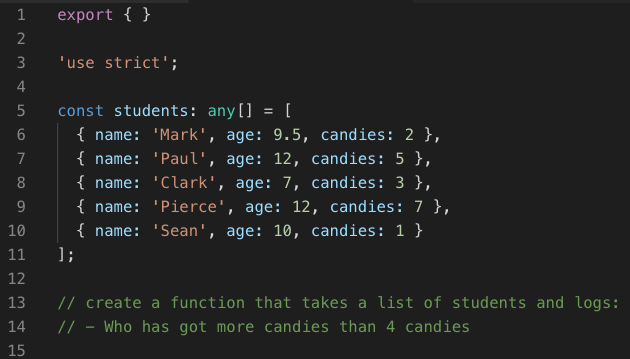 1 export { }
2
3 'use strict';
4
5 const students: any[] = [
6 { name: 'Mark', age: 9.5, candies: 2 },
7 { name: 'Paul', age: 12, candies: 5 },
8 { name: 'Clark', age: 7, candies: 3 },
9 { name: 'Pierce', age: 12, candies: 7 },
10 { name: 'Sean', age: 10, candies: 1 }
11 ];
12
13 // create a function that takes a list of students and logs:
14 // - Who has got more candies than 4 candies
15